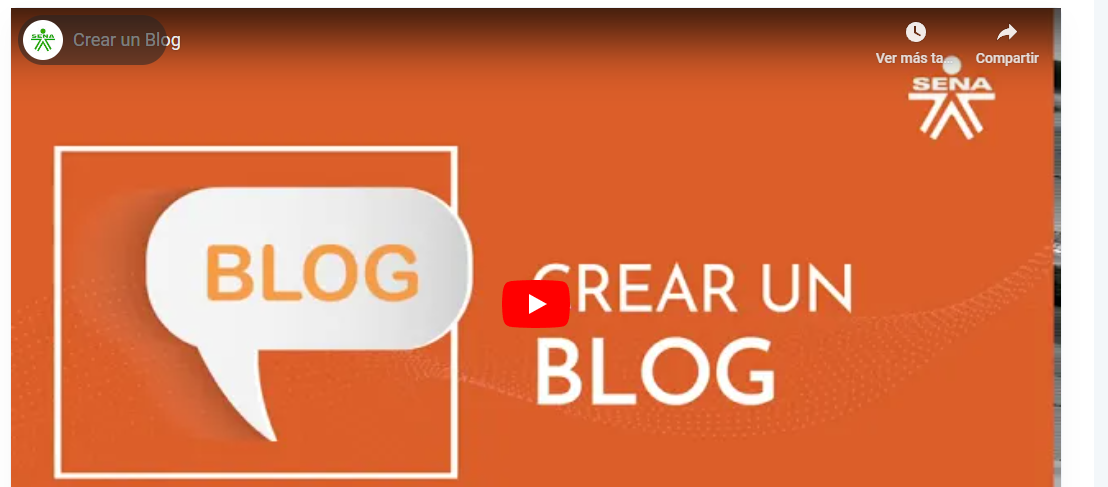 SENA
Crear un Blog
Ver más ta...
Compartir
SENA
BLOG
CREAR UN
BLOG